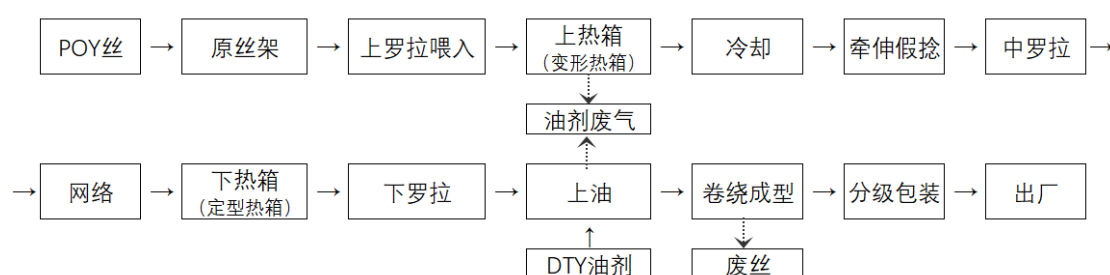 POY丝
原丝架
上罗拉喂入
上热箱
（变形热箱）
冷却
牵伸假捻
中罗拉
油剂废气
网络
下热箱
（定型热箱）
下罗拉
上油
卷绕成型
分级包装
出厂
DTY油剂
废丝